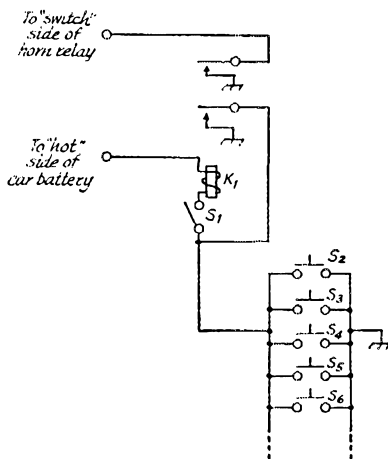 To "switch"
side of
horn relay
To "hot"
side of
car battery
K1
S1
S2
S3
S4
S5
S6